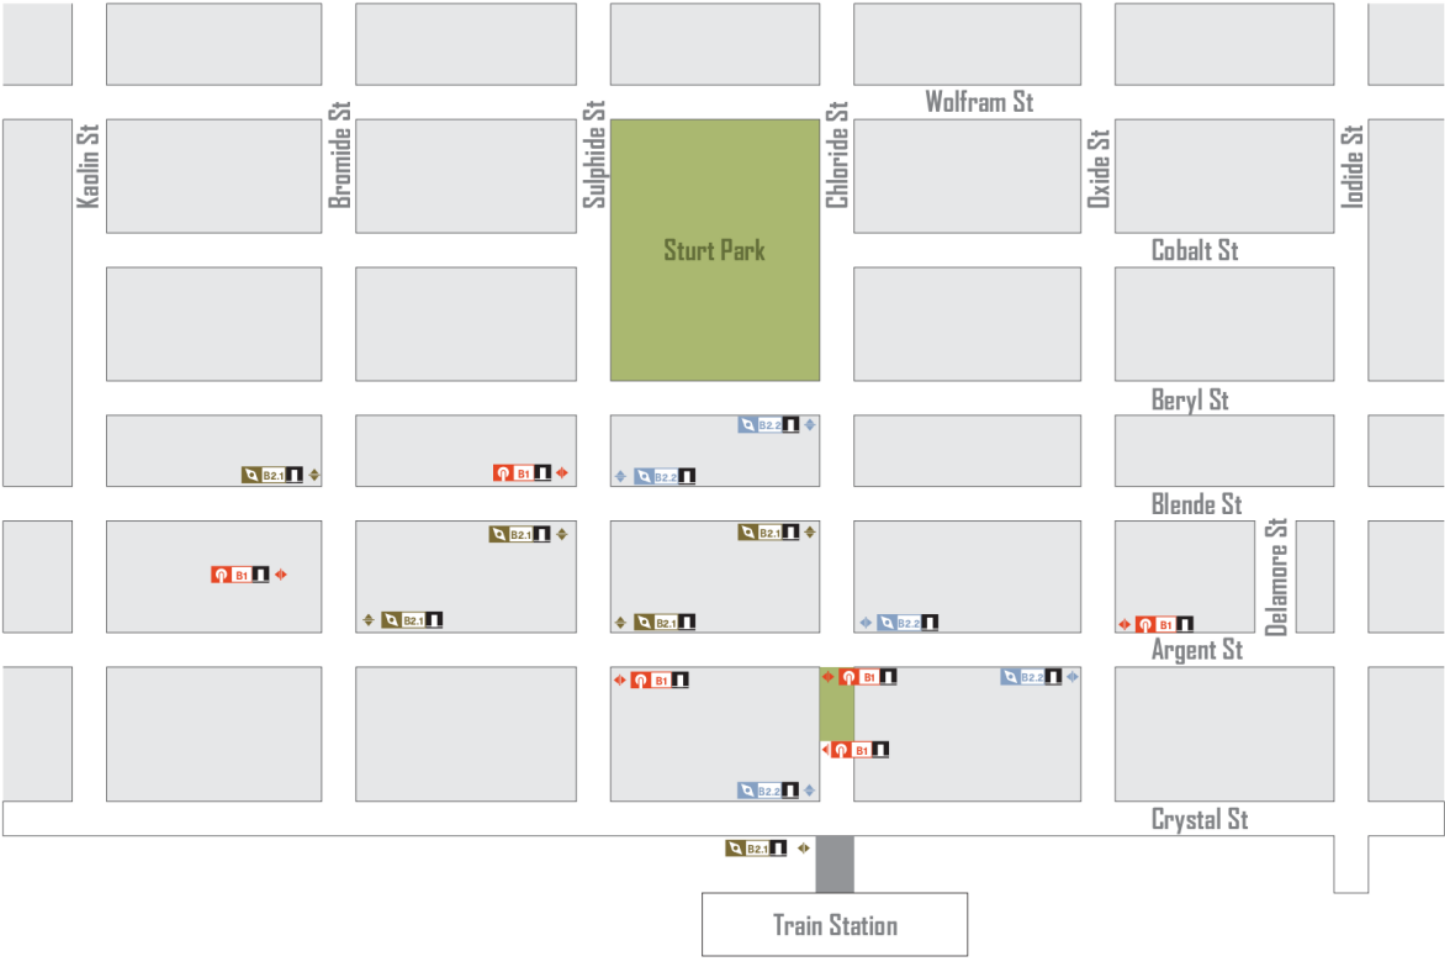 Wolfram St
Kaolin St
Bromide St
Sulphide St
Chloride St
Oxide St
Iodide St
Sturt Park
Cobalt St
Beryl St
B2.2
B2.1
B1
B2.2
Blende St
B2.1
B2.1
B1
B2.1
B2.1
B2.2
B1
Delamore St
Argent St
B1
B1
B2.2
B1
B2.2
Crystal St
B2.1
Train Station